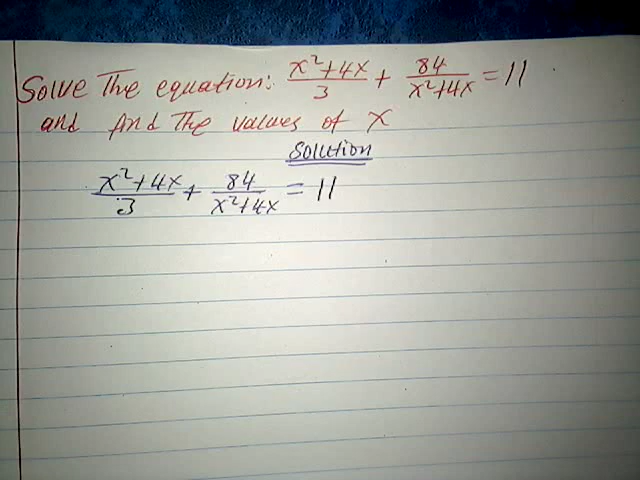 Solve The equation: (x²+4x)/3 + 84/(x²+4x) = 11
and find The values of x
Solution
(x²+4x)/3 + 84/(x²+4x) = 11